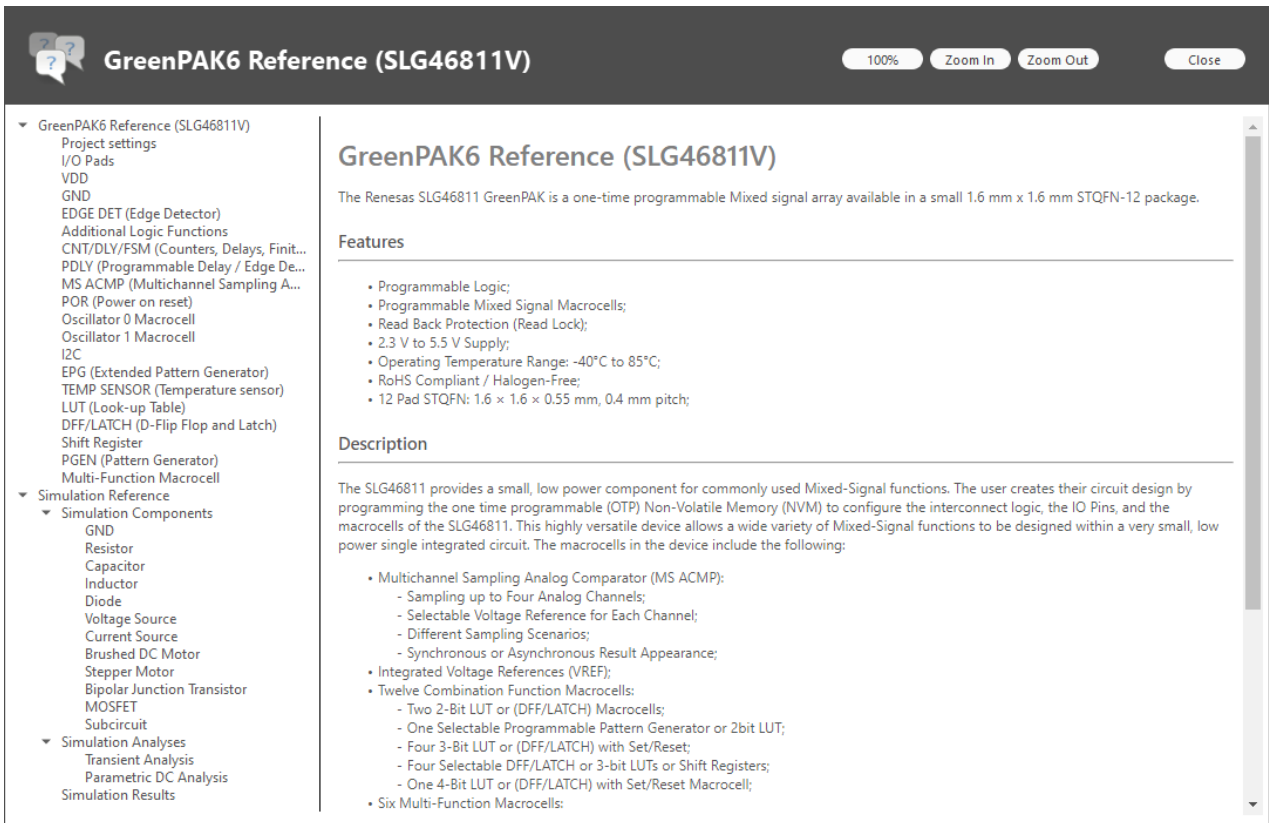 GreenPAK6 Reference (SLG46811V)
100%
Zoom In
Zoom Out
Close
GreenPAK6 Reference (SLG46811V)
Project settings
I/O Pads
VDD
GND
EDGE DET (Edge Detector)
Additional Logic Functions
CNT/DLY/FSM (Counters, Delays, Finit...
PDLY (Programmable Delay / Edge De...
MS ACMP (Multichannel Sampling A...
POR (Power on reset)
Oscillator 0 Macrocell
Oscillator 1 Macrocell
I2C
EPG (Extended Pattern Generator)
TEMP SENSOR (Temperature sensor)
LUT (Look-up Table)
DFF/LATCH (D-Flip Flop and Latch)
Shift Register
PGEN (Pattern Generator)
Multi-Function Macrocell
Simulation Reference
Simulation Components
GND
Resistor
Capacitor
Inductor
Diode
Voltage Source
Current Source
Brushed DC Motor
Stepper Motor
Bipolar Junction Transistor
MOSFET
Subcircuit
Simulation Analyses
Transient Analysis
Parametric DC Analysis
Simulation Results
GreenPAK6 Reference (SLG46811V)
The Renesas SLG46811 GreenPAK is a one-time programmable Mixed signal array available in a small 1.6 mm x 1.6 mm STQFN-12 package.
Features
• Programmable Logic;
• Programmable Mixed Signal Macrocells;
• Read Back Protection (Read Lock);
• 2.3 V to 5.5 V Supply;
• Operating Temperature Range: -40°C to 85°C;
• RoHS Compliant / Halogen-Free;
• 12 Pad STQFN: 1.6 × 1.6 × 0.55 mm, 0.4 mm pitch;
Description
The SLG46811 provides a small, low power component for commonly used Mixed-Signal functions. The user creates their circuit design by
programming the one time programmable (OTP) Non-Volatile Memory (NVM) to configure the interconnect logic, the IO Pins, and the
macrocells of the SLG46811. This highly versatile device allows a wide variety of Mixed-Signal functions to be designed within a very small, low
power single integrated circuit. The macrocells in the device include the following:
• Multichannel Sampling Analog Comparator (MS ACMP):
- Sampling up to Four Analog Channels;
- Selectable Voltage Reference for Each Channel;
- Different Sampling Scenarios;
- Synchronous or Asynchronous Result Appearance;
• Integrated Voltage References (VREF);
• Twelve Combination Function Macrocells:
- Two 2-Bit LUT or (DFF/LATCH) Macrocells;
- One Selectable Programmable Pattern Generator or 2bit LUT;
- Four 3-Bit LUT or (DFF/LATCH) with Set/Reset;
- Four Selectable DFF/LATCH or 3-bit LUTs or Shift Registers;
- One 4-Bit LUT or (DFF/LATCH) with Set/Reset Macrocell;
• Six Multi-Function Macrocells: